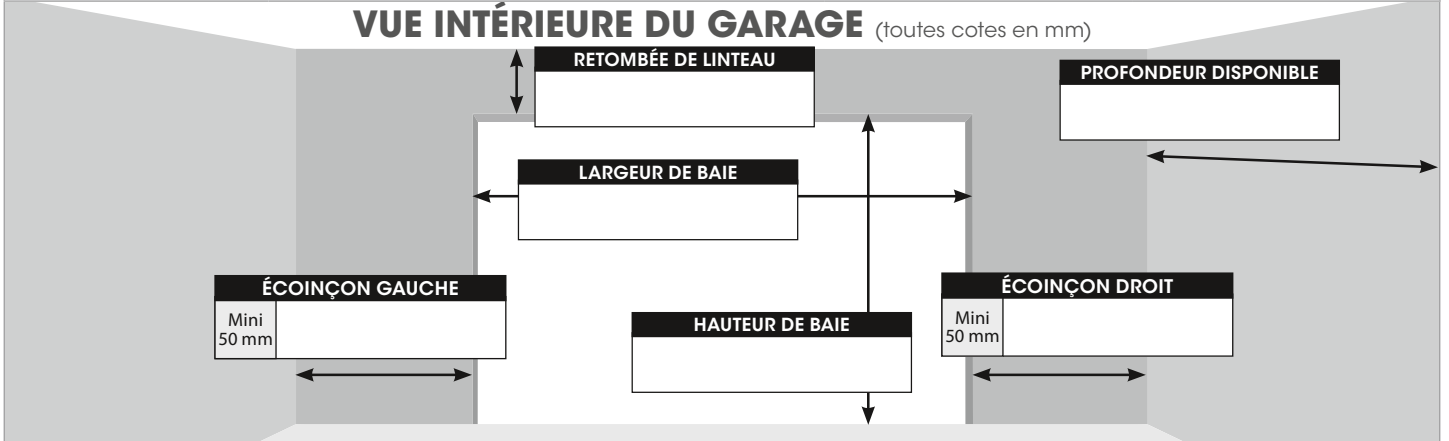 VUE INTÉRIEURE DU GARAGE (toutes cotes en mm)
RETOMBÉE DE LINTEAU
PROFONDEUR DISPONIBLE
LARGEUR DE BAIE
ÉCOINÇON GAUCHE
Mini
50 mm
HAUTEUR DE BAIE
ÉCOINÇON DROIT
Mini
50 mm